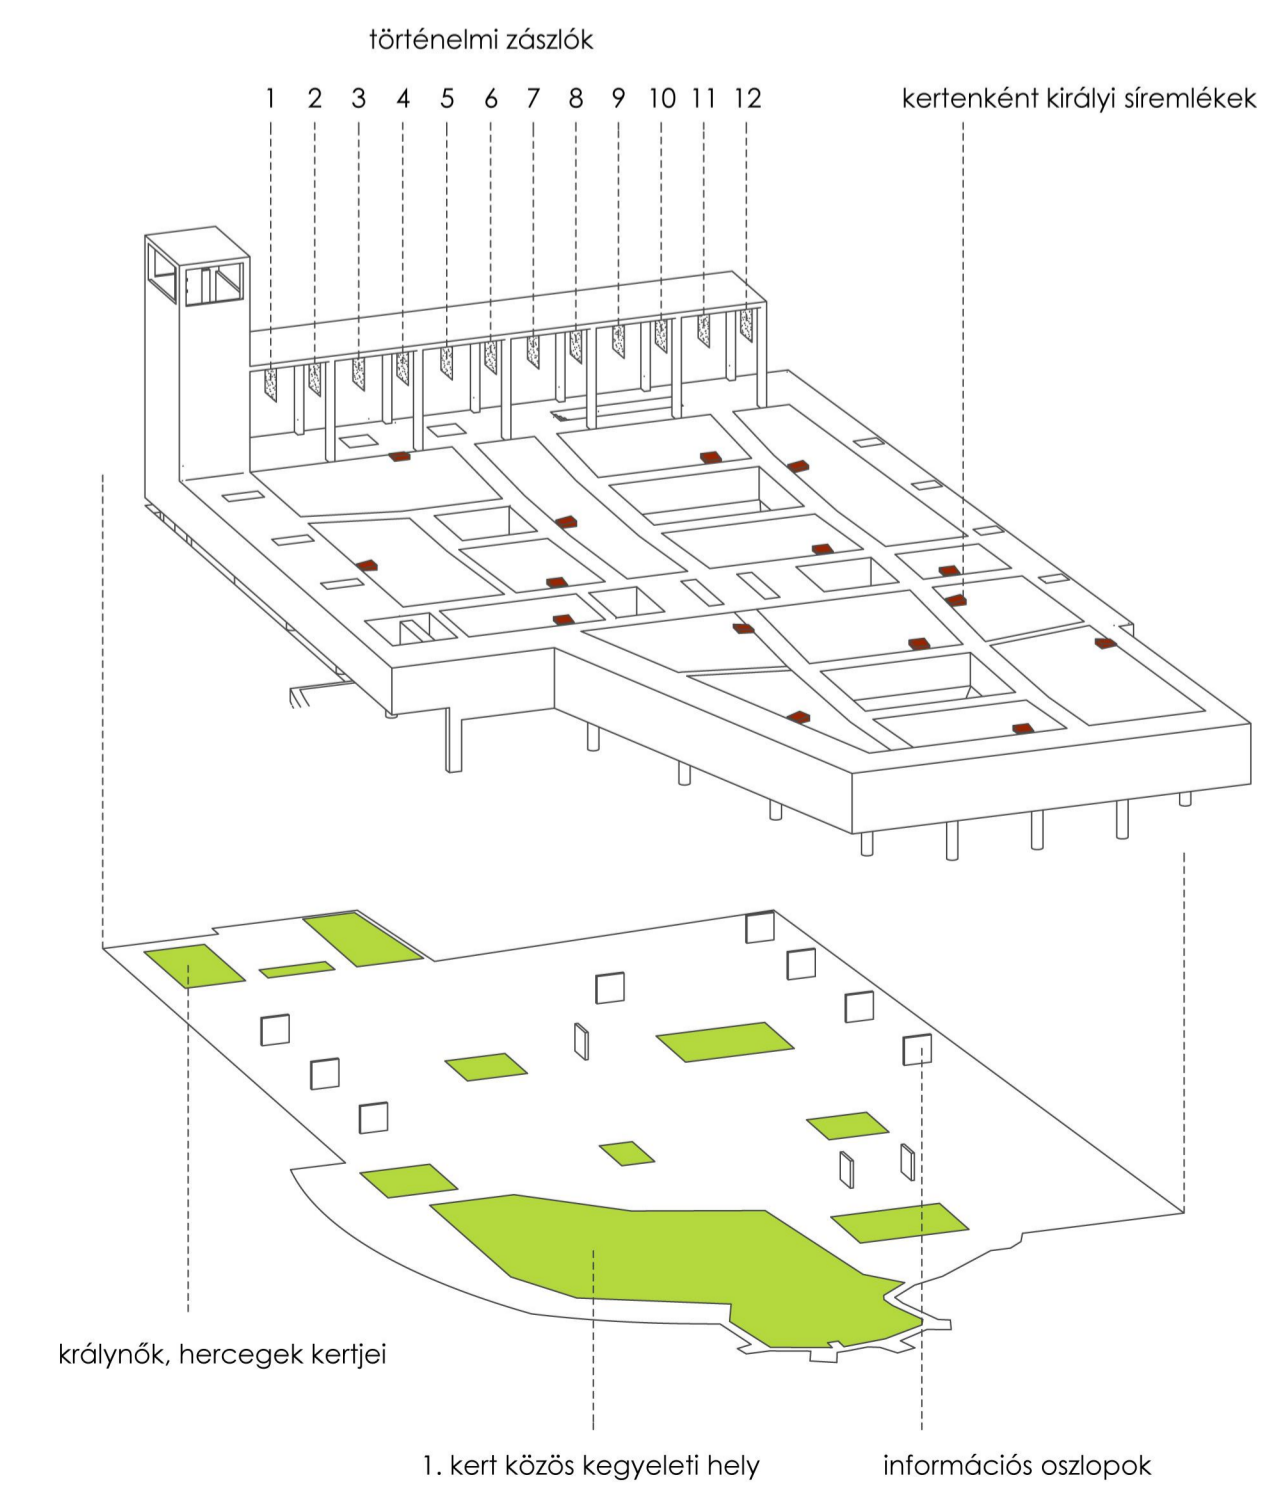 történelmi zászlók
1 2 3 4 5 6 7 8 9 10 11 12
kertenként királyi síremlékek
králynők, hercegek kertjei
1. kert közös kegyeleti hely
információs oszlopok